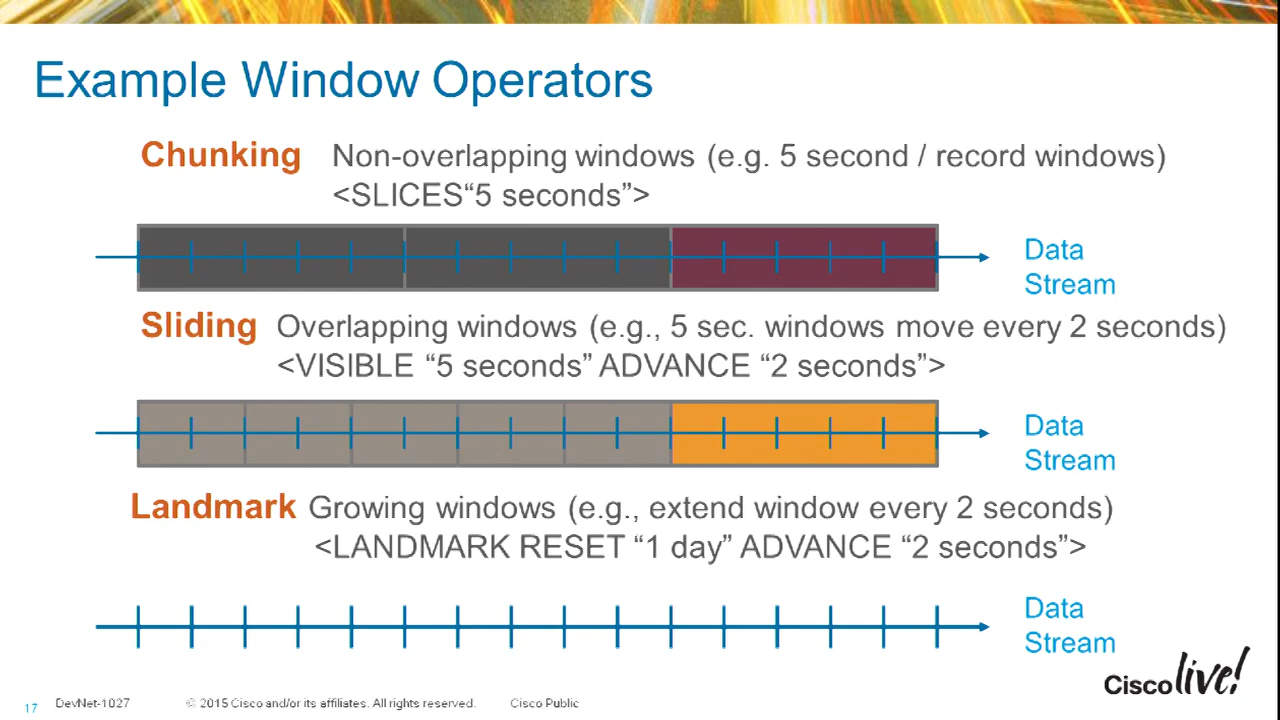 Example Window Operators
Chunking Non-overlapping windows (e.g. 5 second / record windows)
<SLICES“5 seconds”>
Data
Stream
Sliding Overlapping windows (e.g., 5 sec. windows move every 2 seconds)
<VISIBLE “5 seconds” ADVANCE “2 seconds”>
Data
Stream
Landmark Growing windows (e.g., extend window every 2 seconds)
<LANDMARK RESET “1 day” ADVANCE “2 seconds”>
Data
Stream
Cisco live!
17 DevNet-1027 © 2015 Cisco and/or its affiliates. All rights reserved. Cisco Public